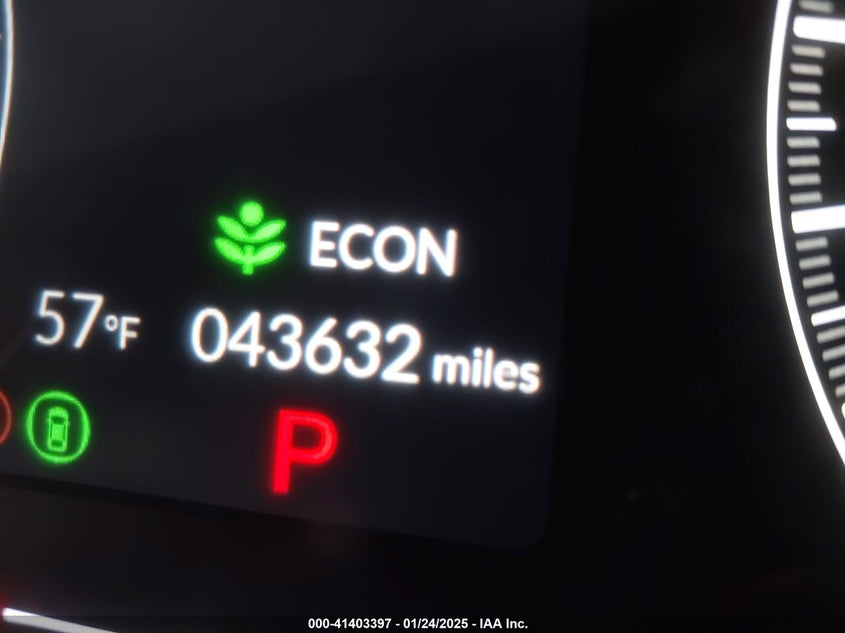 ECON
57°F 043632 miles
P
000-41403397 - 01/24/2025 - IAA Inc.